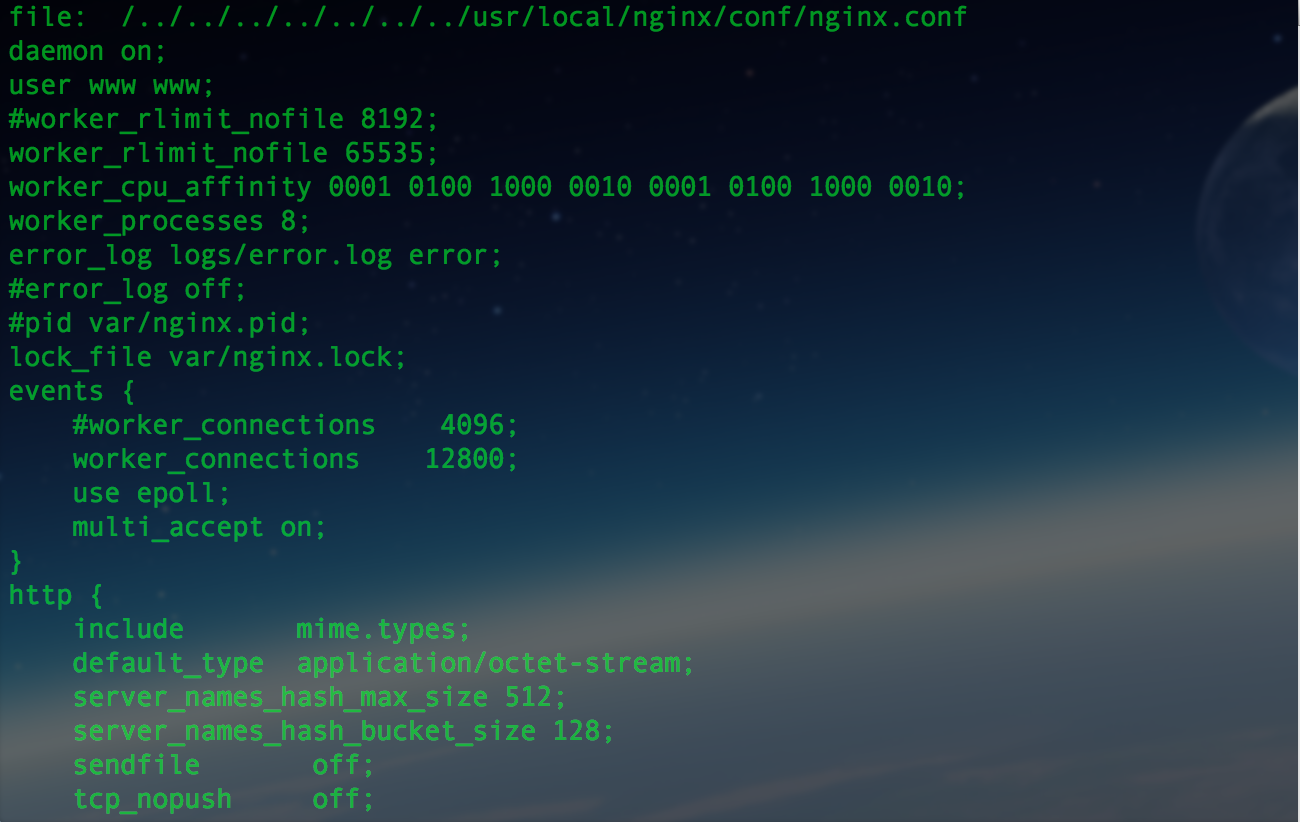 file:  /../../../../../../../usr/local/nginx/conf/nginx.conf
daemon on;
user www www;
#worker_rlimit_nofile 8192;
worker_rlimit_nofile 65535;
worker_cpu_affinity 0001 0100 1000 0010 0001 0100 1000 0010;
worker_processes 8;
error_log logs/error.log error;
#error_log off;
#pid var/nginx.pid;
lock_file var/nginx.lock;
events {
    #worker_connections    4096;
    worker_connections    12800;
    use epoll;
    multi_accept on;
}
http {
    include       mime.types;
    default_type  application/octet-stream;
    server_names_hash_max_size 512;
    server_names_hash_bucket_size 128;
    sendfile       off;
    tcp_nopush     off;